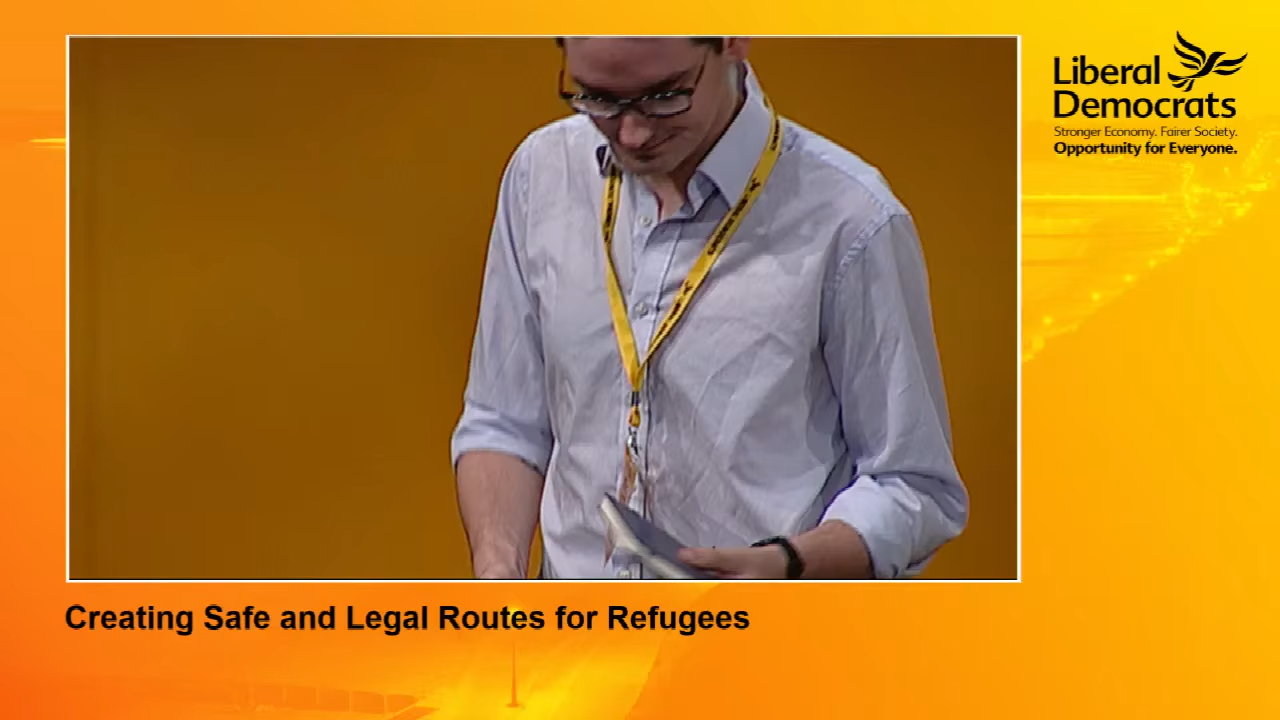 Liberal
Democrats
Stronger Economy. Fairer Society.
Opportunity for Everyone.
Creating Safe and Legal Routes for Refugees